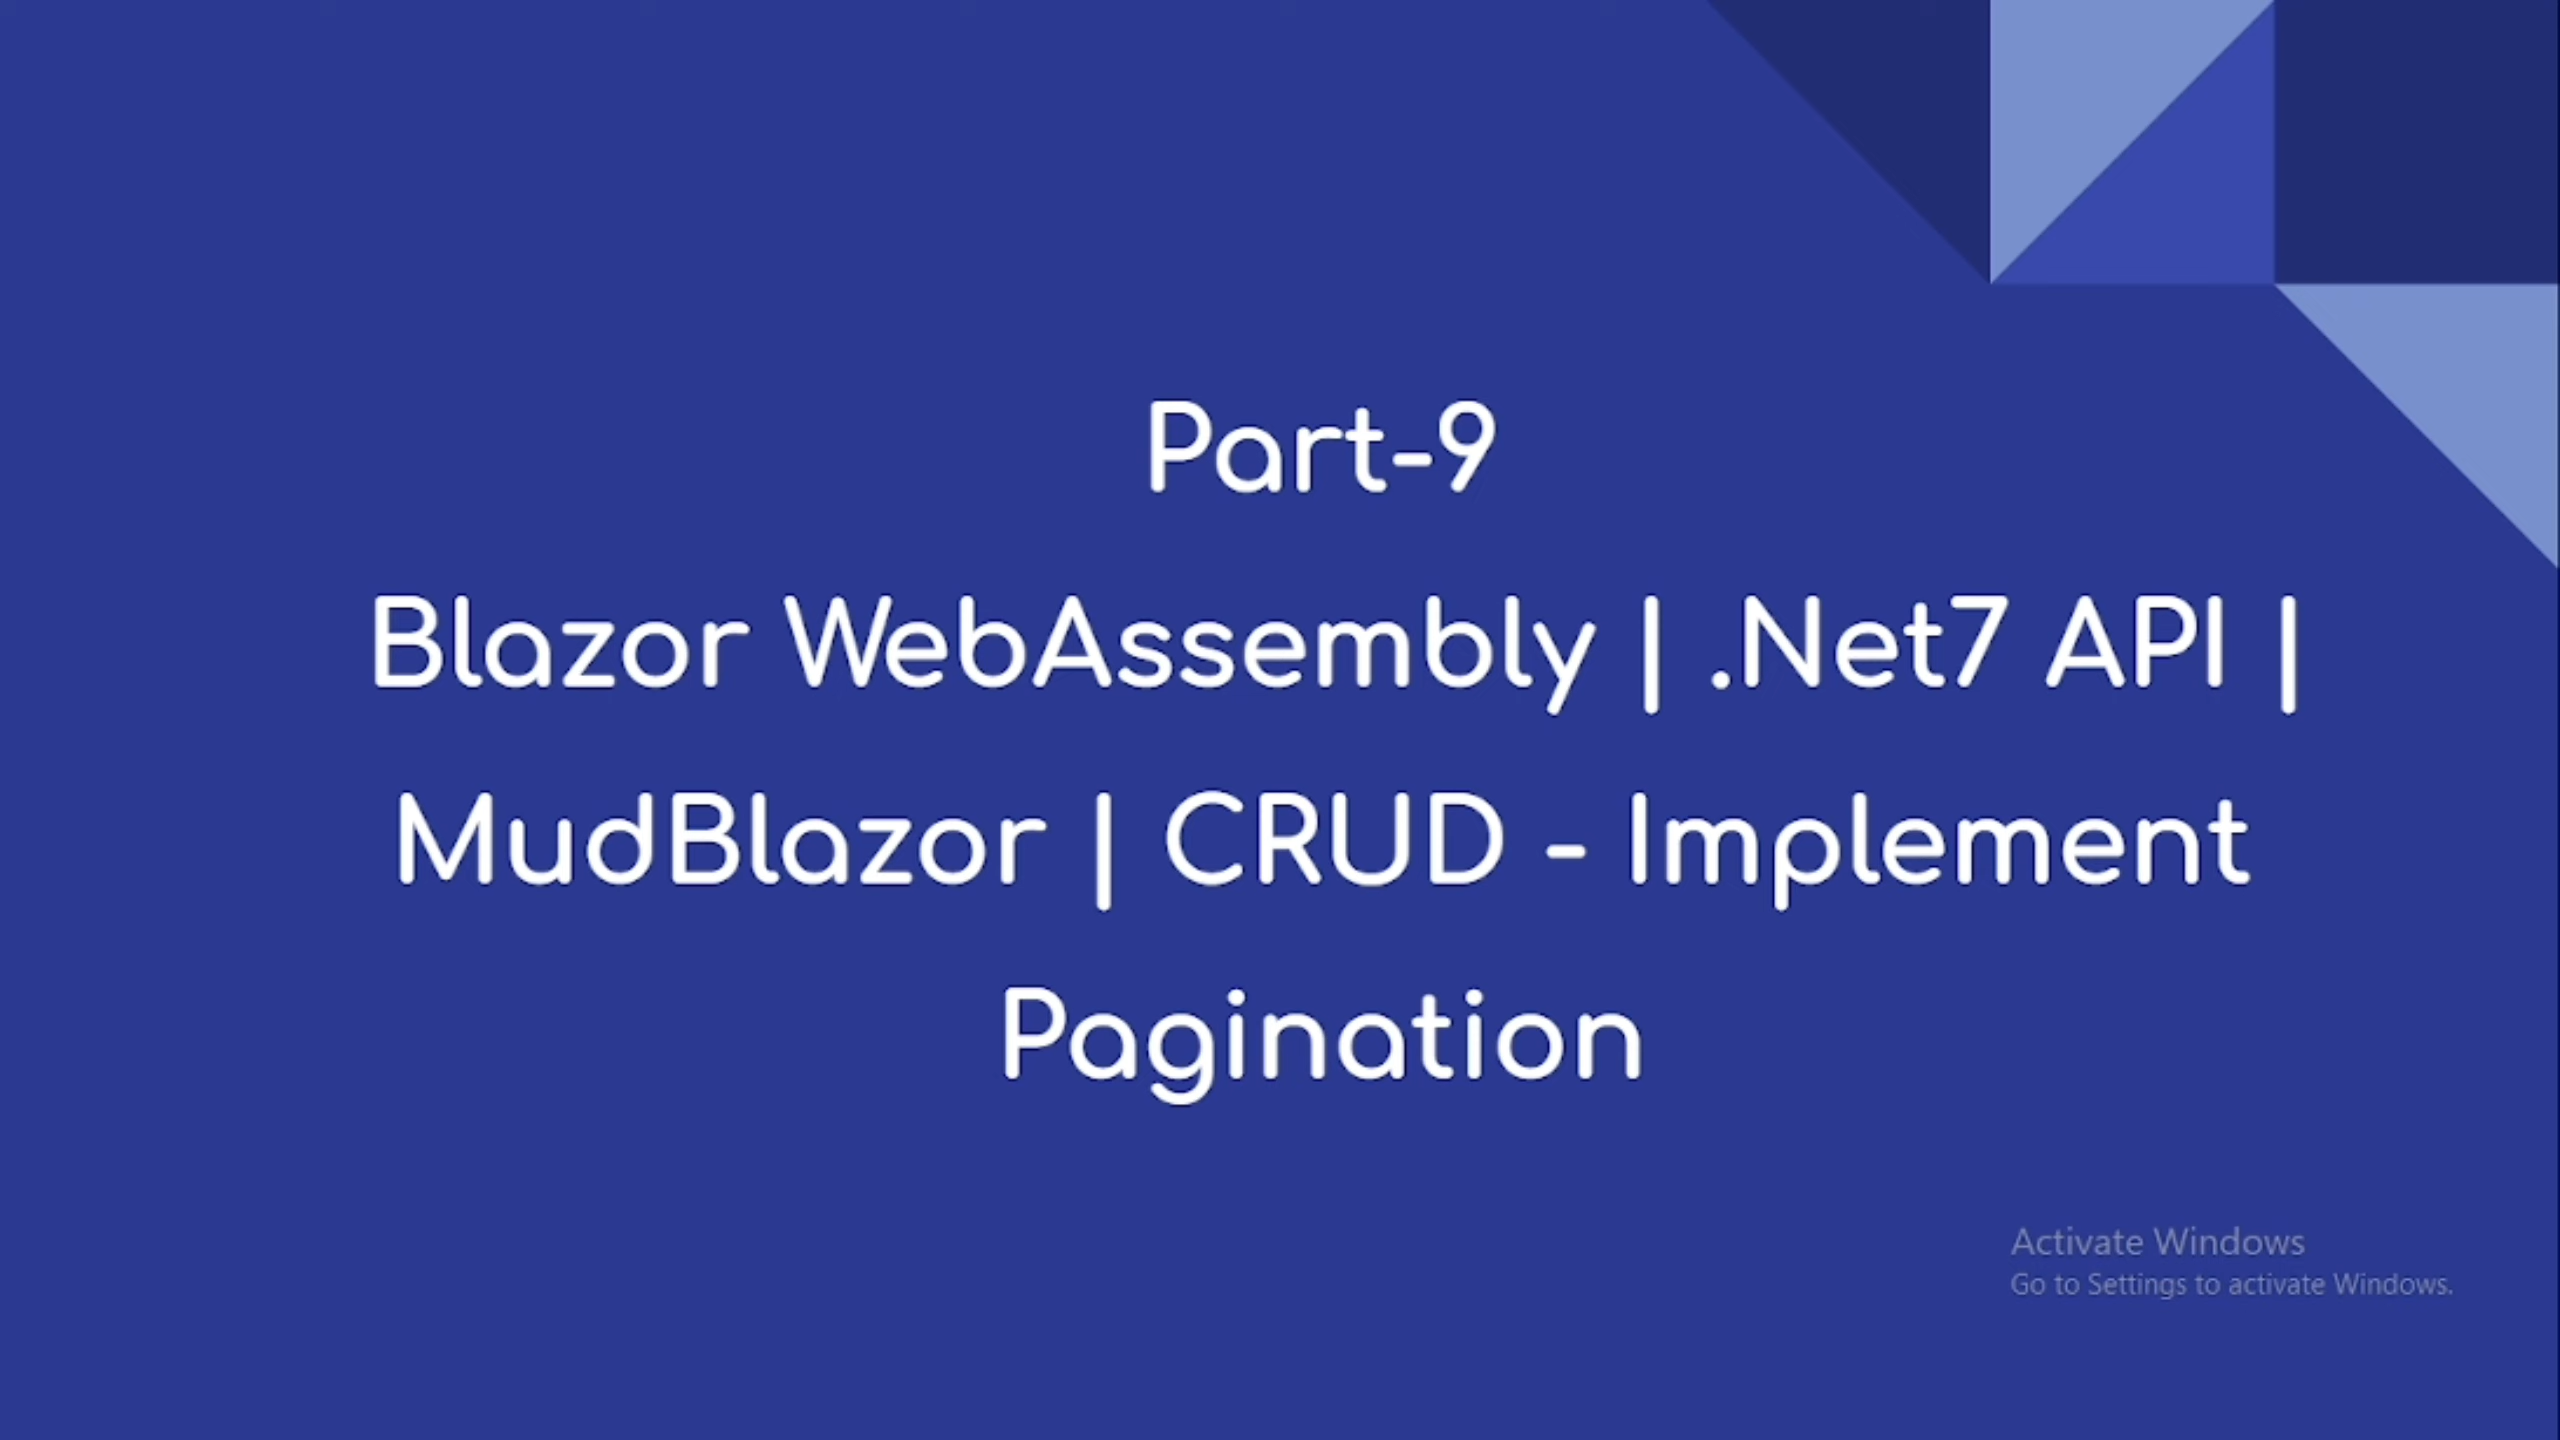 Part-9
Blazor WebAssembly | .Net7 API |
MudBlazor | CRUD - Implement
Pagination
Activate Windows
Go to Settings to activate Windows.